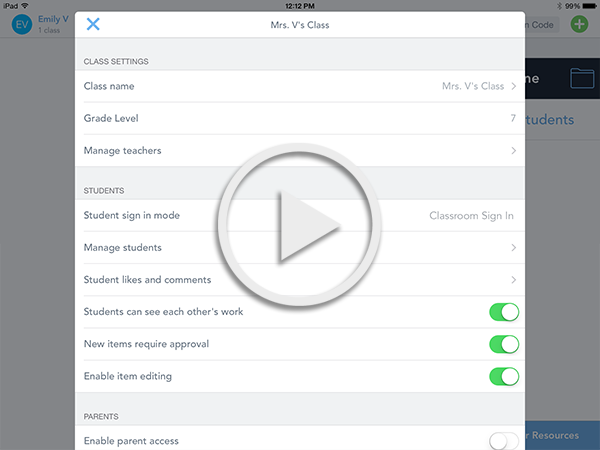 iPad 12:12 PM 99%
EV Emily V
1 class
Mrs. V's Class
n Code
CLASS SETTINGS
Class name Mrs. V's Class
Grade Level 7
Manage teachers
STUDENTS
Student sign in mode Classroom Sign In
Manage students
Student likes and comments
Students can see each other's work
New items require approval
Enable item editing
PARENTS
Enable parent access
ne
tudents
r Resources